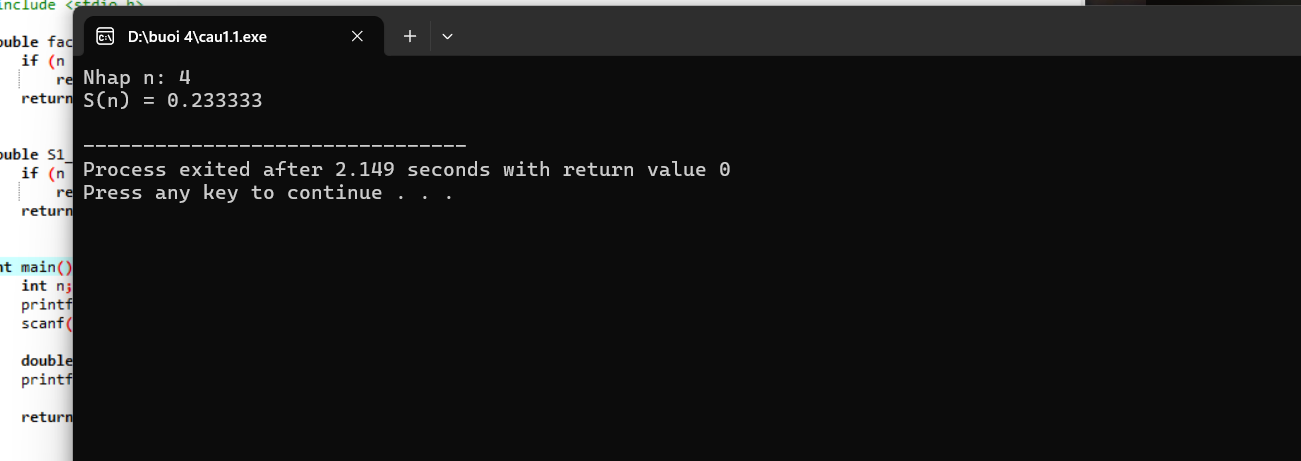 include <stdio.h>
D:\buoi 4\cau1.1.exe
ouble fac
if (n
re
return
ouble S1_
if (n
re
return
nt main()
int n;
printf
scanf(
double
printf
return
Nhap n: 4
S(n) = 0.233333
--------------------------------
Process exited after 2.149 seconds with return value 0
Press any key to continue . . .